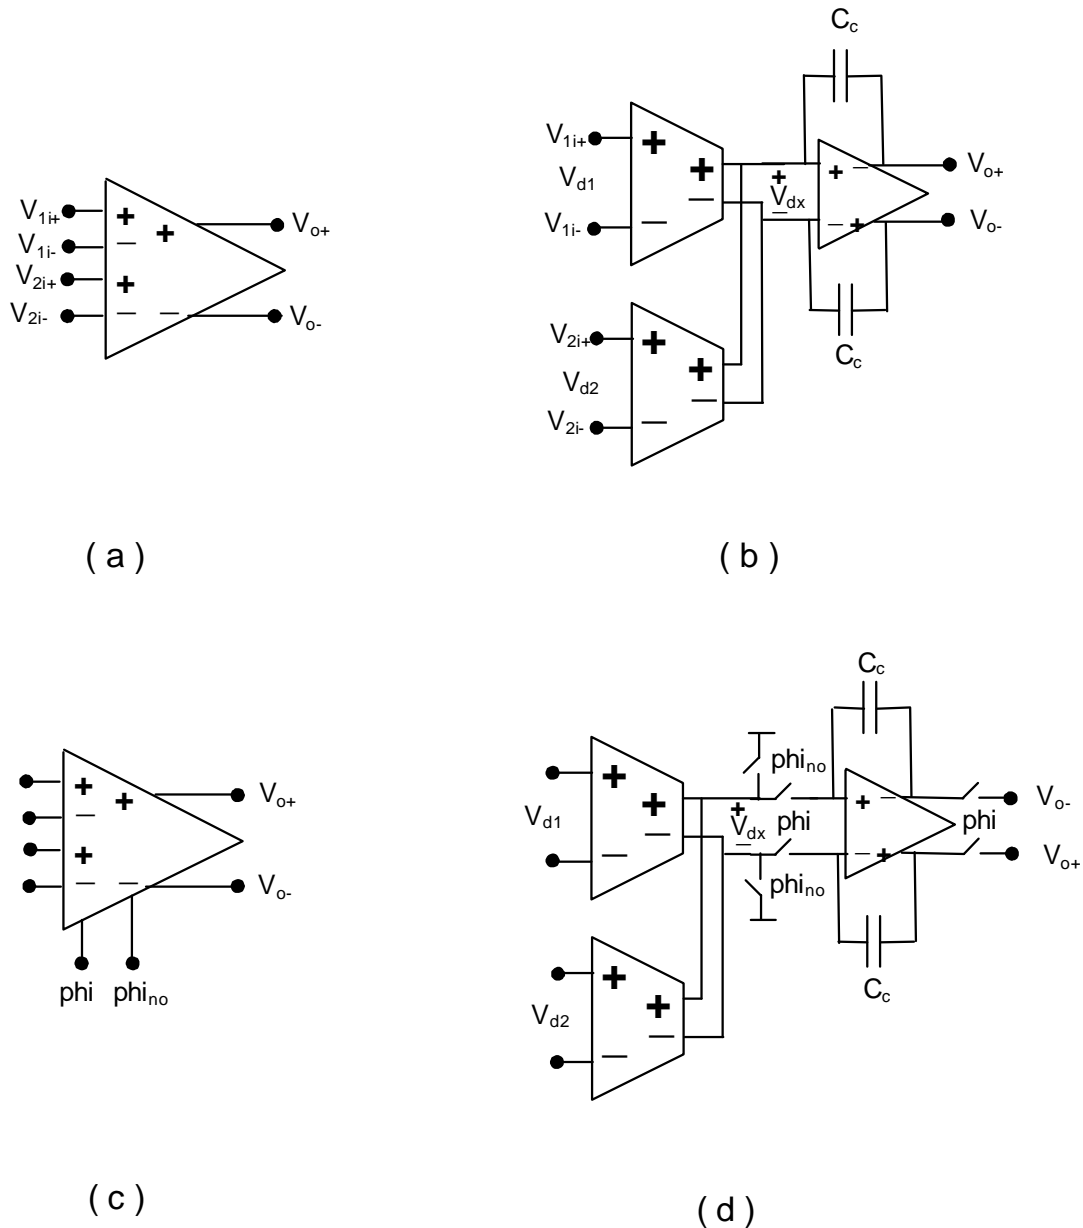 V1i+
V1i-
V2i+
V2i-
+
−
+
−
+
−
Vo+
Vo-
( a )
Cc
V1i+
Vd1
V1i-
+
−
+
−
+
Vdx
−
+ −
− +
Vo+
Vo-
Cc
V2i+
Vd2
V2i-
+
−
+
−
( b )
+
−
+
−
+
−
Vo+
Vo-
phi phino
( c )
Cc
Vd1
+
−
+
−
phino
+
Vdx
−
phi
phino
+ −
− +
phi
Vo-
Vo+
Cc
Vd2
+
−
+
−
( d )